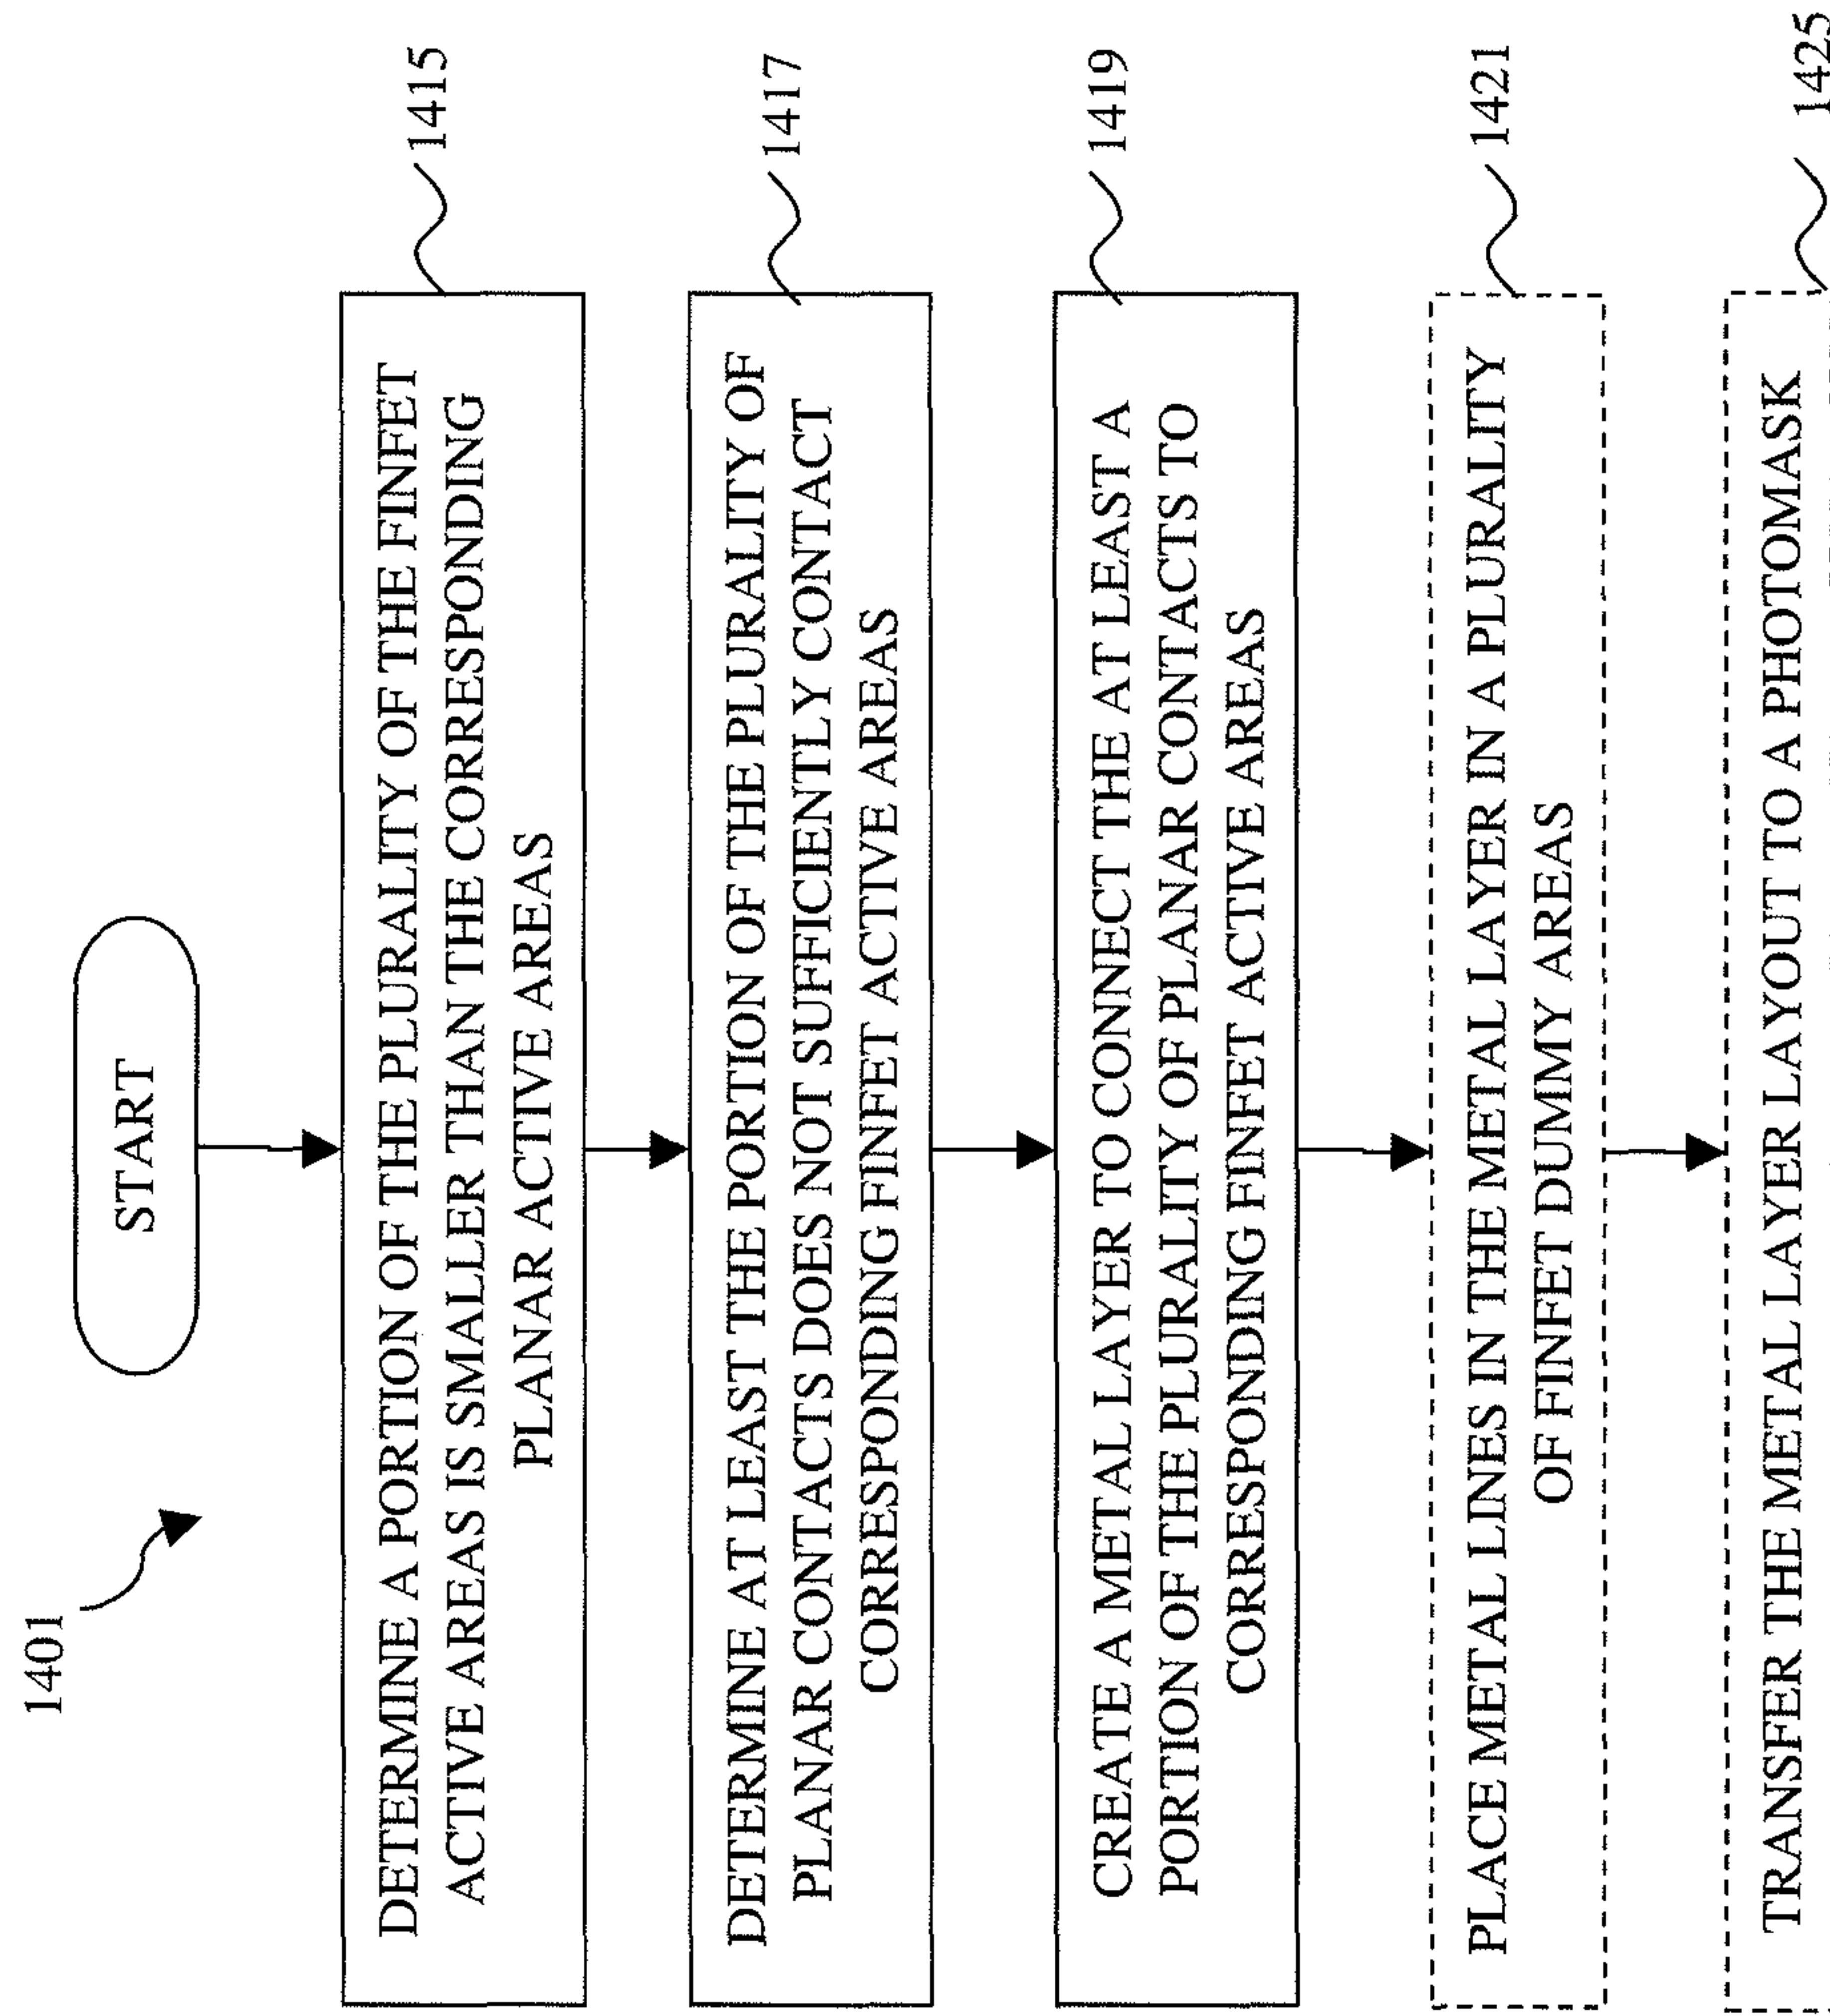 1401
START
DETERMINE A PORTION OF THE PLURALITY OF THE FINFET
ACTIVE AREAS IS SMALLER THAN THE CORRESPONDING
PLANAR ACTIVE AREAS
1415
DETERMINE AT LEAST THE PORTION OF THE PLURALITY OF
PLANAR CONTACTS DOES NOT SUFFICIENTLY CONTACT
CORRESPONDING FINFET ACTIVE AREAS
1417
CREATE A METAL LAYER TO CONNECT THE AT LEAST A
PORTION OF THE PLURALITY OF PLANAR CONTACTS TO
CORRESPONDING FINFET ACTIVE AREAS
1419
PLACE METAL LINES IN THE METAL LAYER IN A PLURALITY
OF FINFET DUMMY AREAS
1421
TRANSFER THE METAL LAYER LAYOUT TO A PHOTOMASK
1425